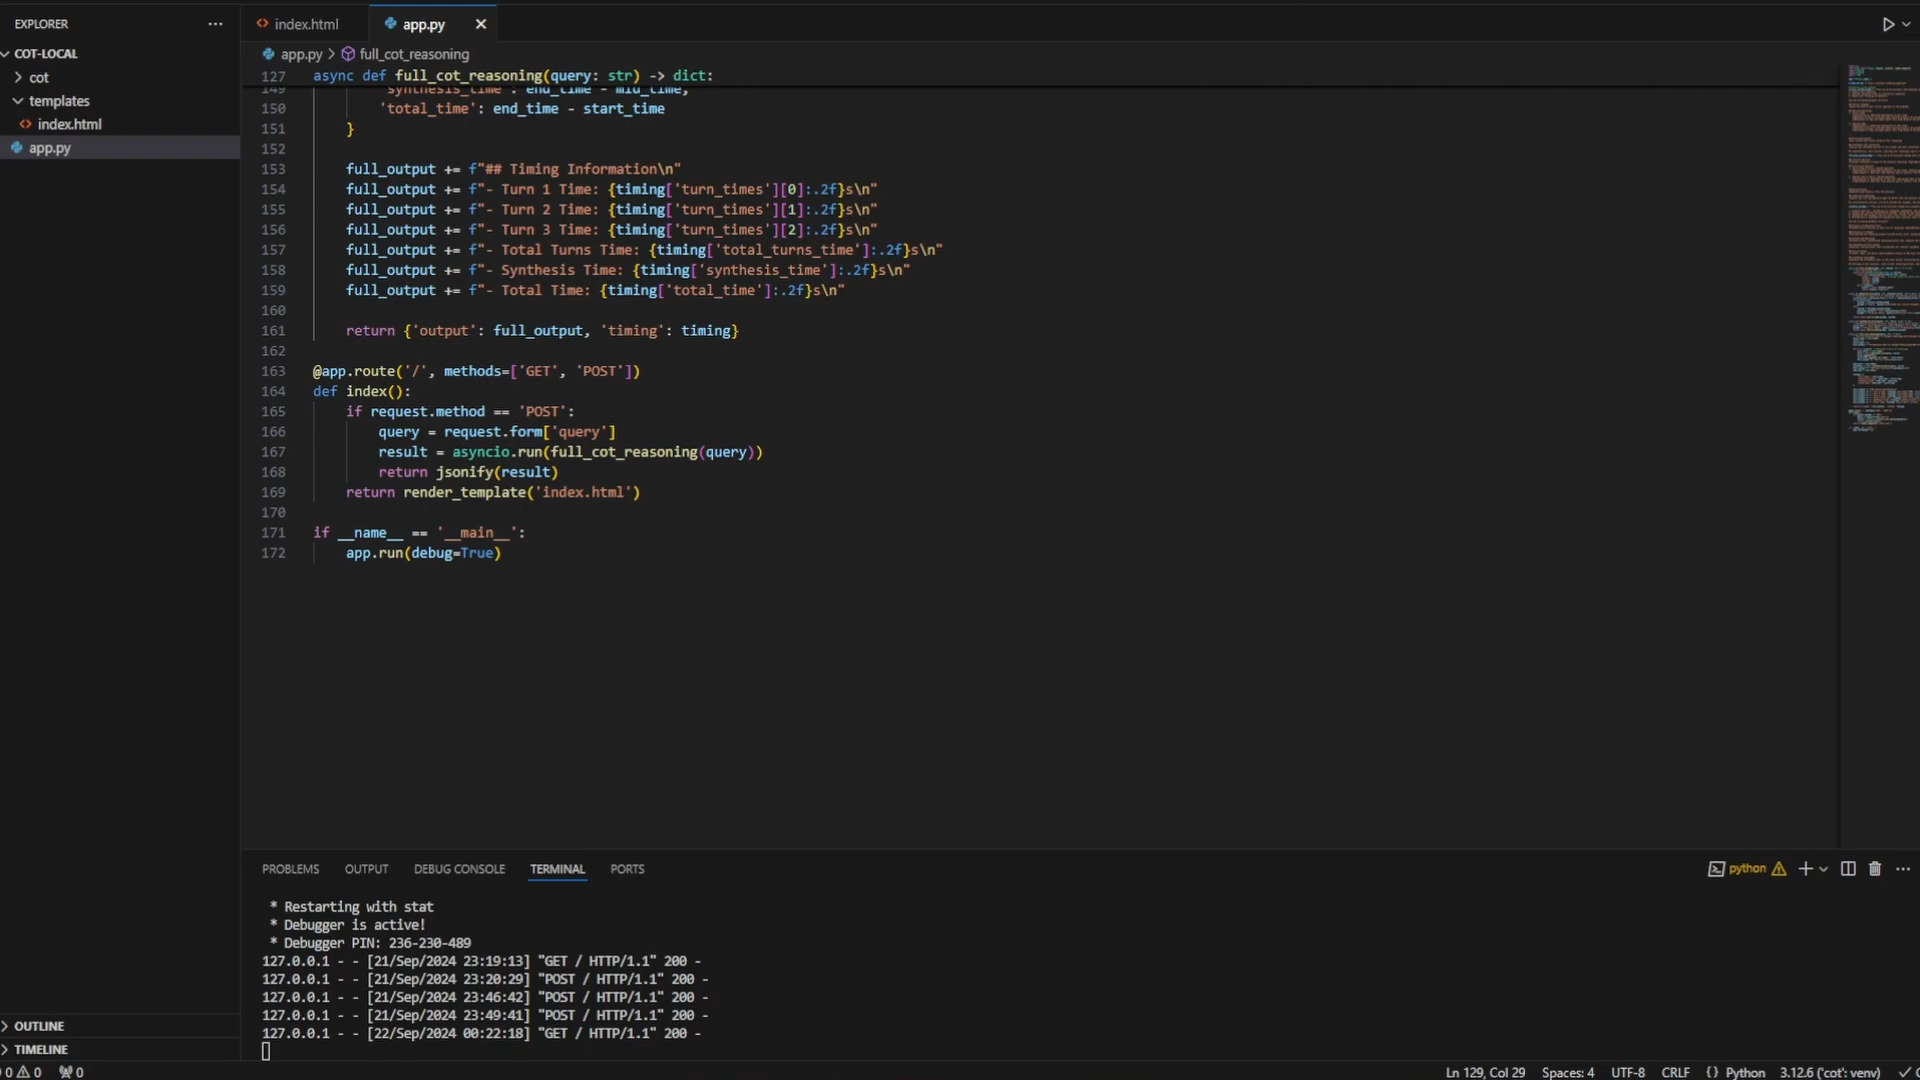 EXPLORER
COT-LOCAL
cot
templates
index.html
app.py
OUTLINE
TIMELINE
index.html
app.py
app.py > full_cot_reasoning
127 async def full_cot_reasoning(query: str) -> dict:
149 'synthesis_time': end_time - mid_time,
150 'total_time': end_time - start_time
151 }
152
153 full_output += f"## Timing Information\n"
154 full_output += f"- Turn 1 Time: {timing['turn_times'][0]:.2f}s\n"
155 full_output += f"- Turn 2 Time: {timing['turn_times'][1]:.2f}s\n"
156 full_output += f"- Turn 3 Time: {timing['turn_times'][2]:.2f}s\n"
157 full_output += f"- Total Turns Time: {timing['total_turns_time']:.2f}s\n"
158 full_output += f"- Synthesis Time: {timing['synthesis_time']:.2f}s\n"
159 full_output += f"- Total Time: {timing['total_time']:.2f}s\n"
160
161 return {'output': full_output, 'timing': timing}
162
163 @app.route('/', methods=['GET', 'POST'])
164 def index():
165 if request.method == 'POST':
166 query = request.form['query']
167 result = asyncio.run(full_cot_reasoning(query))
168 return jsonify(result)
169 return render_template('index.html')
170
171 if __name__ == '__main__':
172 app.run(debug=True)
PROBLEMS OUTPUT DEBUG CONSOLE TERMINAL PORTS
python
* Restarting with stat
* Debugger is active!
* Debugger PIN: 236-230-489
127.0.0.1 - - [21/Sep/2024 23:19:13] "GET / HTTP/1.1" 200 -
127.0.0.1 - - [21/Sep/2024 23:20:29] "POST / HTTP/1.1" 200 -
127.0.0.1 - - [21/Sep/2024 23:46:42] "POST / HTTP/1.1" 200 -
127.0.0.1 - - [21/Sep/2024 23:49:41] "POST / HTTP/1.1" 200 -
127.0.0.1 - - [22/Sep/2024 00:22:18] "GET / HTTP/1.1" 200 -
0 0 0 Ln 129, Col 29 Spaces: 4 UTF-8 CRLF {} Python 3.12.6 ('cot': venv)